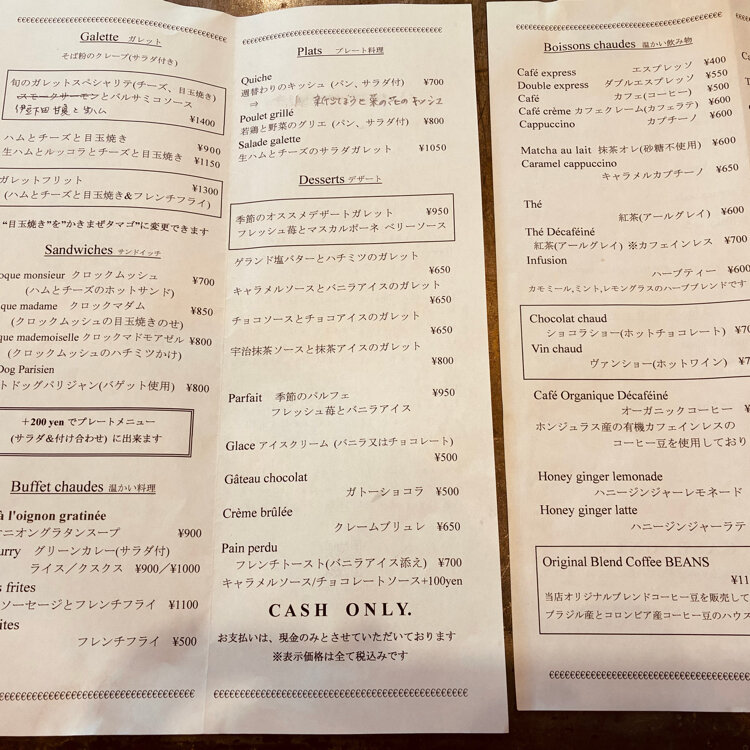 Galette ガレット
そば粉のクレープ(サラダ付き)
旬のガレットスペシャリテ(チーズ、目玉焼き)
スモークサーモンとバルサミコソース
¥1400
ハムとチーズと目玉焼き ¥900
生ハムとルッコラとチーズと目玉焼き ¥1150
ガレットフリット ¥1300
(ハムとチーズと目玉焼き&フレンチフライ)
“目玉焼き”を“かきまぜタマゴ”に変更できます
Sandwiches サンドイッチ
oque monsieur クロックムッシュ ¥700
(ハムとチーズのホットサンド)
que madame クロックマダム ¥850
(クロックムッシュの目玉焼きのせ)
que mademoiselle クロックマドモアゼル ¥800
(クロックムッシュのハチミツかけ)
Dog Parisien
トドッグパリジャン(バゲット使用) ¥800
+200 yen でプレートメニュー
(サラダ&付け合わせ) に出来ます
Buffet chaudes 温かい料理
à l'oignon gratinée
ニオングラタンスープ ¥900
urry グリーンカレー(サラダ付)
ライス/クスクス ¥900/¥1000
s frites
ソーセージとフレンチフライ ¥1100
ites
フレンチフライ ¥500
Plats プレート料理
Quiche
週替わりのキッシュ (パン、サラダ付) ¥700
⇒
Poulet grillé
若鶏と野菜のグリエ (パン、サラダ付) ¥800
Salade galette
生ハムとチーズのサラダガレット ¥1050
Desserts デザート
季節のオススメデザートガレット ¥950
フレッシュ苺とマスカルポーネ ベリーソース
ゲランド塩バターとハチミツのガレット
¥650
キャラメルソースとバニラアイスのガレット
¥650
チョコソースとチョコアイスのガレット
¥650
宇治抹茶ソースと抹茶アイスのガレット
¥800
Parfait 季節のパルフェ ¥950
フレッシュ苺とバニラアイス
Glace アイスクリーム (バニラ又はチョコレート)
¥500
Gâteau chocolat
ガトーショコラ ¥500
Crème brûlée
クレームブリュレ ¥650
Pain perdu
フレンチトースト(バニラアイス添え) ¥700
キャラメルソース/チョコレートソース+100yen
CASH ONLY.
お支払いは、現金のみとさせていただいております
※表示価格は全て税込みです
Boissons chaudes 温かい飲み物
Café express エスプレッソ ¥400
Double express ダブルエスプレッソ ¥550
Café カフェ(コーヒー) ¥500
Café crème カフェクレーム(カフェラテ) ¥600
Cappuccino カプチーノ ¥600
Matcha au lait 抹茶オレ(砂糖不使用) ¥600
Caramel cappuccino
キャラメルカプチーノ ¥650
Thé
紅茶(アールグレイ) ¥600
Thé Décaféiné
紅茶(アールグレイ) ※カフェインレス ¥700
Infusion
ハーブティー ¥600
カモミール,ミント,レモングラスのハーブブレンドです
Chocolat chaud
ショコラショー(ホットチョコレート) ¥70
Vin chaud
ヴァンショー(ホットワイン) ¥7
Café Organique Décaféiné
オーガニックコーヒー ¥
ホンジュラス産の有機カフェインレスの
コーヒー豆を使用しており
Honey ginger lemonade
ハニージンジャーレモネード
Honey ginger latte
ハニージンジャーラテ
Original Blend Coffee BEANS
¥11
当店オリジナルブレンドコーヒー豆を販売して
ブラジル産とコロンビア産コーヒー豆のハウス